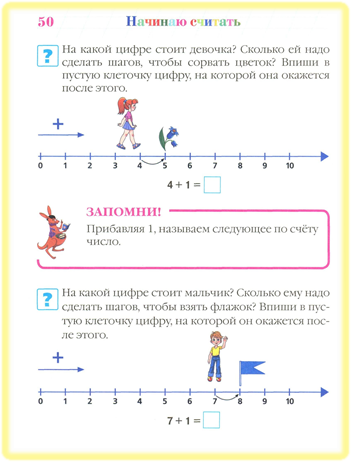 50 Начинаю считать
? На какой цифре стоит девочка? Сколько ей надо
сделать шагов, чтобы сорвать цветок? Впиши в
пустую клеточку цифру, на которой она окажется
после этого.
+
0 1 2 3 4 5 6 7 8 9 10
4 + 1 =
ЗАПОМНИ!
Прибавляя 1, называем следующее по счёту
число.
? На какой цифре стоит мальчик? Сколько ему надо
сделать шагов, чтобы взять флажок? Впиши в пус-
тую клеточку цифру, на которой он окажется пос-
ле этого.
+
0 1 2 3 4 5 6 7 8 9 10
7 + 1 =